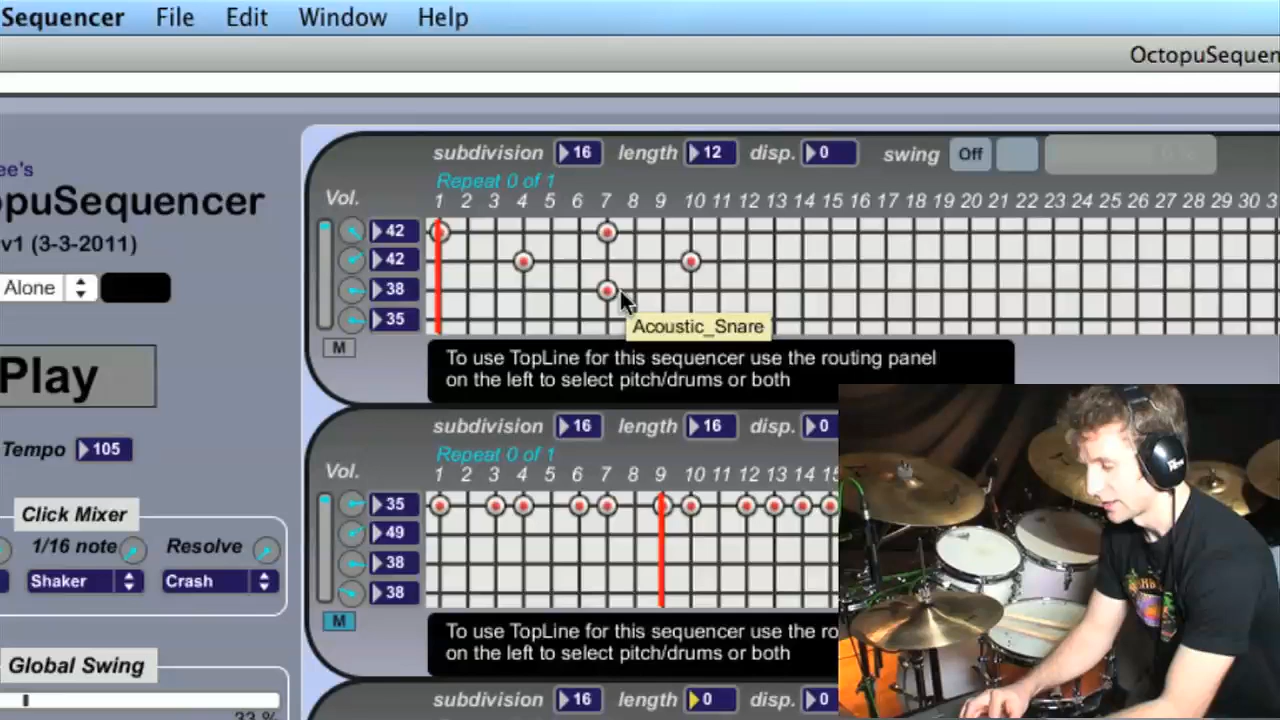 Sequencer File Edit Window Help
OctopuSequen
ee's
opuSequencer
v1 (3-3-2011)
Alone
Play
Tempo 105
Click Mixer
1/16 note Resolve
Shaker Crash
Global Swing
33 %
subdivision 16 length 12 disp. 0 swing Off
Repeat 0 of 1
Vol. 1 2 3 4 5 6 7 8 9 10 11 12 13 14 15 16 17 18 19 20 21 22 23 24 25 26 27 28 29 30 3
42
42
38
35
Acoustic_Snare
M
To use TopLine for this sequencer use the routing panel
on the left to select pitch/drums or both
subdivision 16 length 16 disp. 0
Repeat 0 of 1
Vol. 1 2 3 4 5 6 7 8 9 10 11 12 13 14 15
35
49
38
38
M
To use TopLine for this sequencer use the ro
on the left to select pitch/drums or both
subdivision 16 length 0 disp. 0